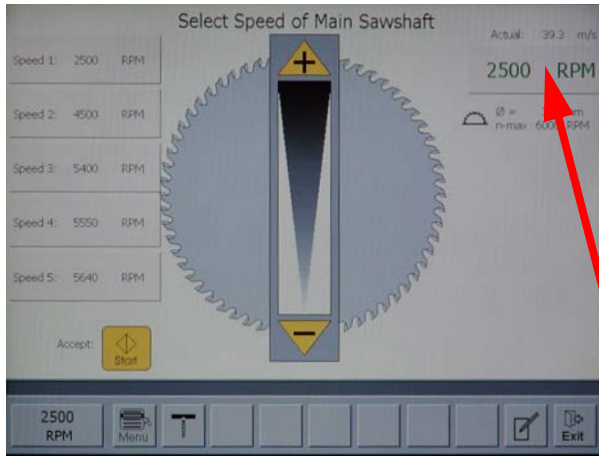 Select Speed of Main Sawshaft
Actual: 39.3 m/s
2500 RPM
Ø =
n-max 6000 RPM
Speed 1: 2500 RPM
Speed 2: 4500 RPM
Speed 3: 5400 RPM
Speed 4: 5550 RPM
Speed 5: 5640 RPM
+
−
Accept:
Start
2500
RPM
Menu
Exit